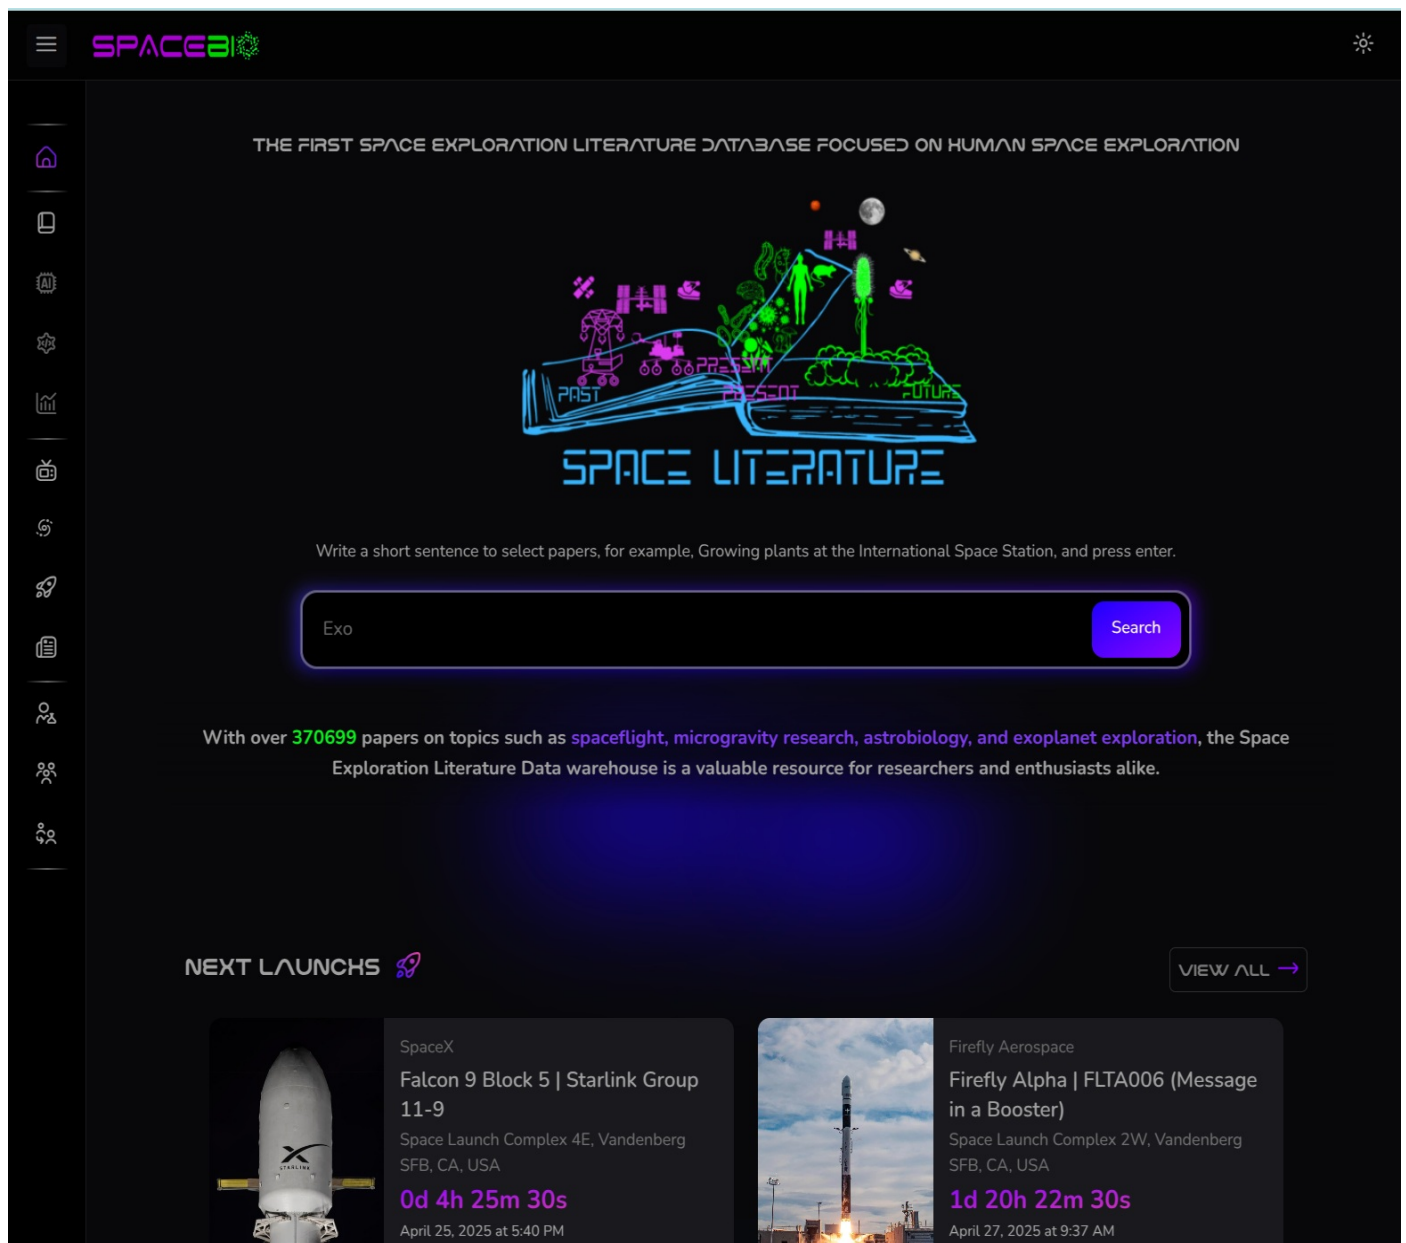 SPACEBIO
THE FIRST SPACE EXPLORATION LITERATURE DATABASE FOCUSED ON HUMAN SPACE EXPLORATION
PAST
PRESENT
PRESENT
FUTURE
SPACE LITERATURE
Write a short sentence to select papers, for example, Growing plants at the International Space Station, and press enter.
Exo
Search
With over 370699 papers on topics such as spaceflight, microgravity research, astrobiology, and exoplanet exploration, the Space
Exploration Literature Data warehouse is a valuable resource for researchers and enthusiasts alike.
NEXT LAUNCHS
VIEW ALL →
SpaceX
Falcon 9 Block 5 | Starlink Group
11-9
Space Launch Complex 4E, Vandenberg
SFB, CA, USA
0d 4h 25m 30s
April 25, 2025 at 5:40 PM
STARLINK
Firefly Aerospace
Firefly Alpha | FLTA006 (Message
in a Booster)
Space Launch Complex 2W, Vandenberg
SFB, CA, USA
1d 20h 22m 30s
April 27, 2025 at 9:37 AM
AI